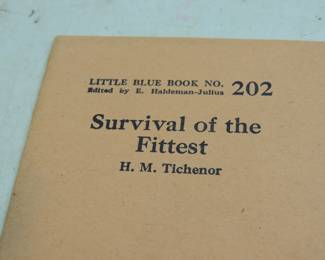 LITTLE BLUE BOOK NO. 202
Edited by E. Haldeman-Julius
Survival of the
Fittest
H. M. Tichenor